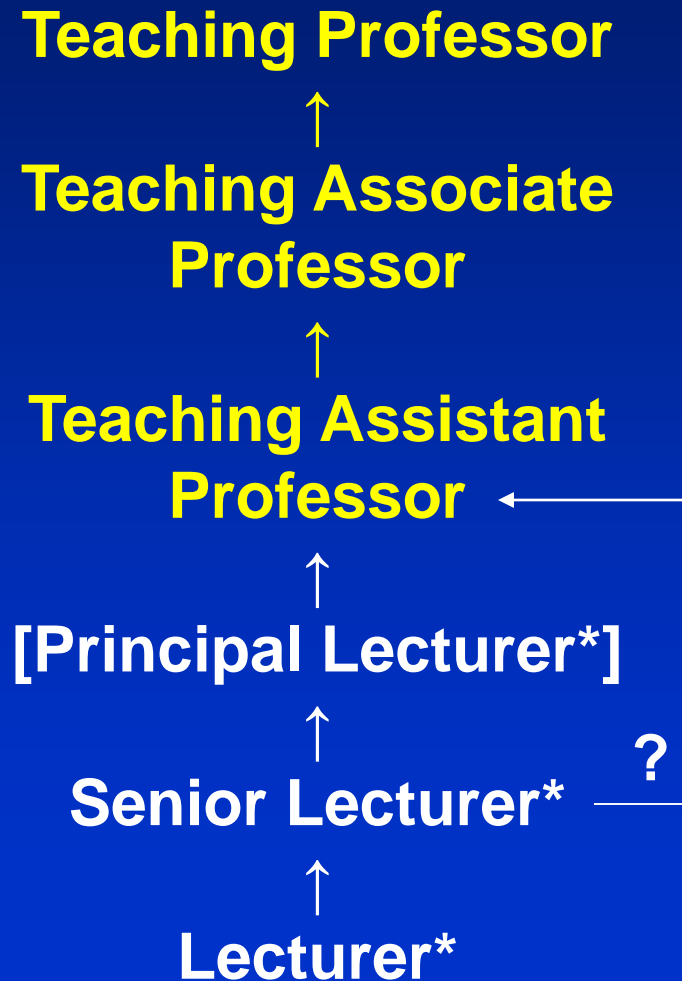 Teaching Professor
↑
Teaching Associate
Professor
↑
Teaching Assistant
Professor
↑
[Principal Lecturer*]
↑
?
Senior Lecturer*
↑
Lecturer*